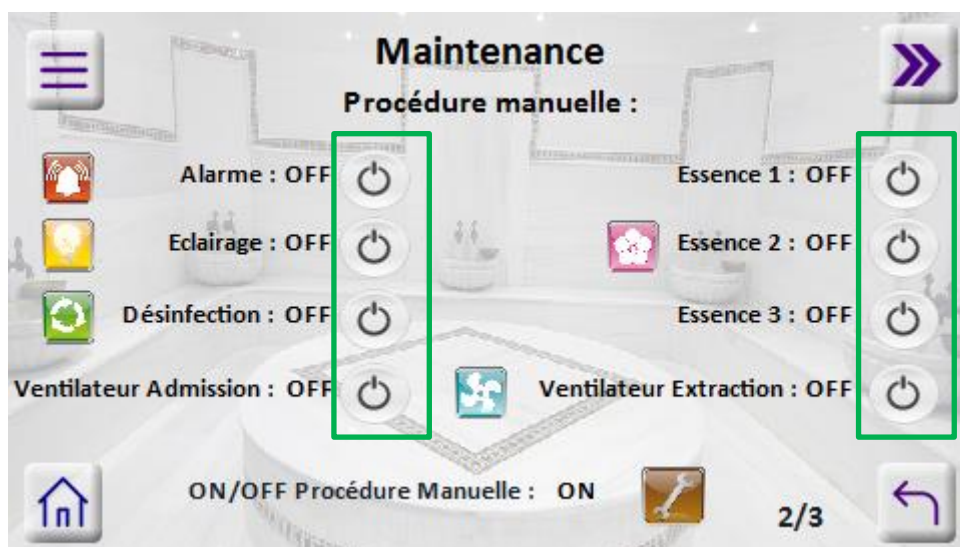 Maintenance
Procédure manuelle :
Alarme : OFF
Essence 1 : OFF
Eclairage : OFF
Essence 2 : OFF
Désinfection : OFF
Essence 3 : OFF
Ventilateur Admission : OFF
Ventilateur Extraction : OFF
ON/OFF Procédure Manuelle : ON
2/3